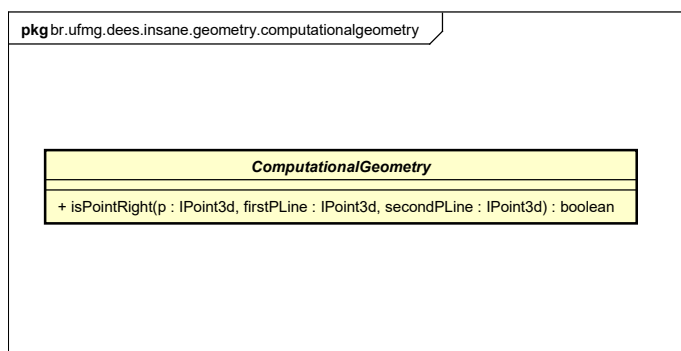 pkg br.ufmg.dees.insane.geometry.computationalgeometry
ComputationalGeometry
+ isPointRight(p : IPoint3d, firstPLine : IPoint3d, secondPLine : IPoint3d) : boolean